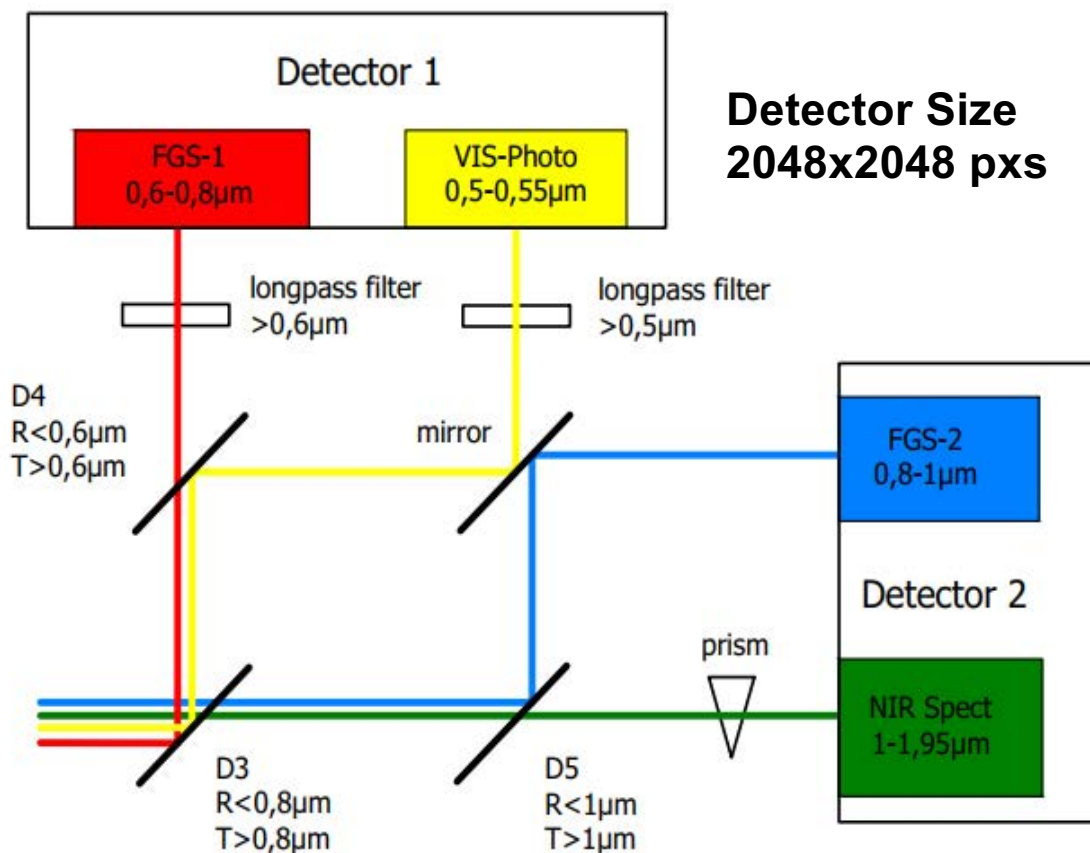 Detector 1
FGS-1
0,6-0,8µm
VIS-Photo
0,5-0,55µm
Detector Size
2048x2048 pxs
longpass filter
>0,6µm
longpass filter
>0,5µm
D4
R<0,6µm
T>0,6µm
mirror
FGS-2
0,8-1µm
Detector 2
prism
NIR Spect
1-1,95µm
D3
R<0,8µm
T>0,8µm
D5
R<1µm
T>1µm